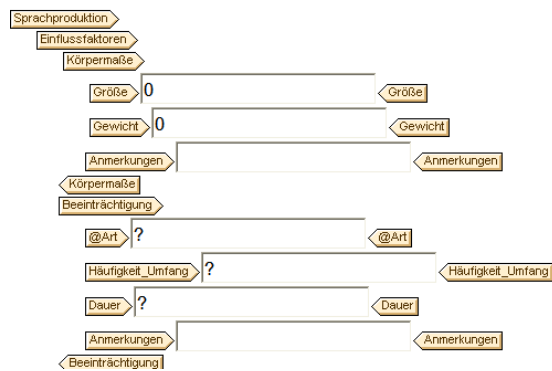 Sprachproduktion
Einflussfaktoren
Körpermaße
Größe 0 Größe
Gewicht 0 Gewicht
Anmerkungen Anmerkungen
Körpermaße
Beeinträchtigung
@Art ? @Art
Häufigkeit_Umfang ? Häufigkeit_Umfang
Dauer ? Dauer
Anmerkungen Anmerkungen
Beeinträchtigung